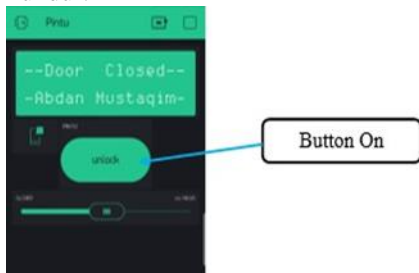 Pintu
--Door Closed--
-Abdan Mustaqim-
unlock
Button On